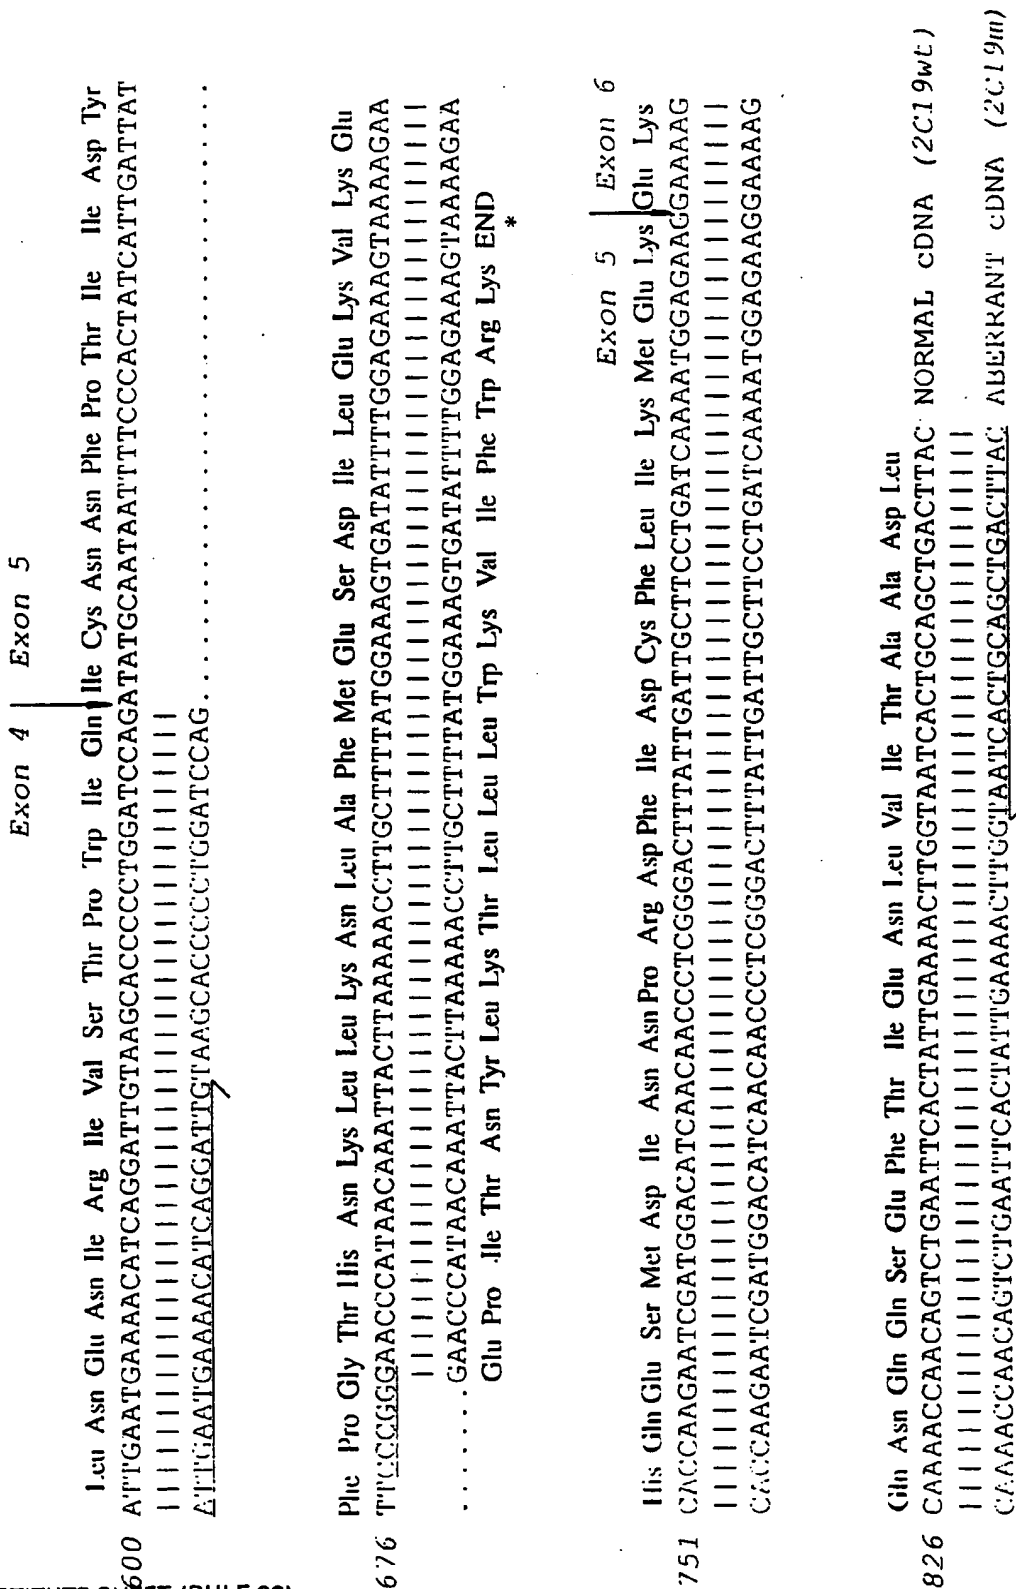 Exon 4 Exon 5
Leu Asn Glu Asn Ile Arg Ile Val Ser Thr Pro Trp Ile Gln Ile Cys Asn Asn Phe Pro Thr Ile Ile Asp Tyr
600 ATTGAATGAAAACATCAGGATTGTAAGCACCCCCTGGATCCAGATATGCAATAATTTTCCCACTATCATTGATTAT
ATTGAATGAAAACATCAGGATTGTAAGCACCCCCTGGATCCAG.................................
Phe Pro Gly Thr His Asn Lys Leu Leu Lys Asn Leu Ala Phe Met Glu Ser Asp Ile Leu Glu Lys Val Lys Glu
676 TTCCCGGGAACCCATAACAAATTACTTAAAAACCTTGCTTTTATGGAAAGTGATATTTTGGAGAAAGTAAAAGAA
.......GAACCCATAACAAATTACTTAAAAACCTTGCTTTTATGGAAAGTGATATTTTGGAGAAAGTAAAAGAA
Glu Pro Ile Thr Asn Tyr Leu Lys Thr Leu Leu Leu Trp Lys Val Ile Phe Trp Arg Lys END
*
Exon 5 Exon 6
His Gln Glu Ser Met Asp Ile Asn Asn Pro Arg Asp Phe Ile Asp Cys Phe Leu Ile Lys Met Glu Lys Glu Lys
751 CACCAAGAATCGATGGACATCAACAACCCTCGGGACTTTATTGATTGCTTCCTGATCAAAATGGAGAAGGAAAAG
CACCAAGAATCGATGGACATCAACAACCCTCGGGACTTTATTGATTGCTTCCTGATCAAAATGGAGAAGGAAAAG
Gln Asn Gln Gln Ser Glu Phe Thr Ile Glu Asn Leu Val Ile Thr Ala Ala Asp Leu
826 CAAAACCAACAGTCTGAATTCACTATTGAAAACTTGGTAATCACTGCAGCTGACTTAC NORMAL cDNA (2C19wt)
CAAAACCAACAGTCTGAATTCACTATTGAAAACTTGGTAATCACTGCAGCTGACTTAC ABERRANT cDNA (2C19m)